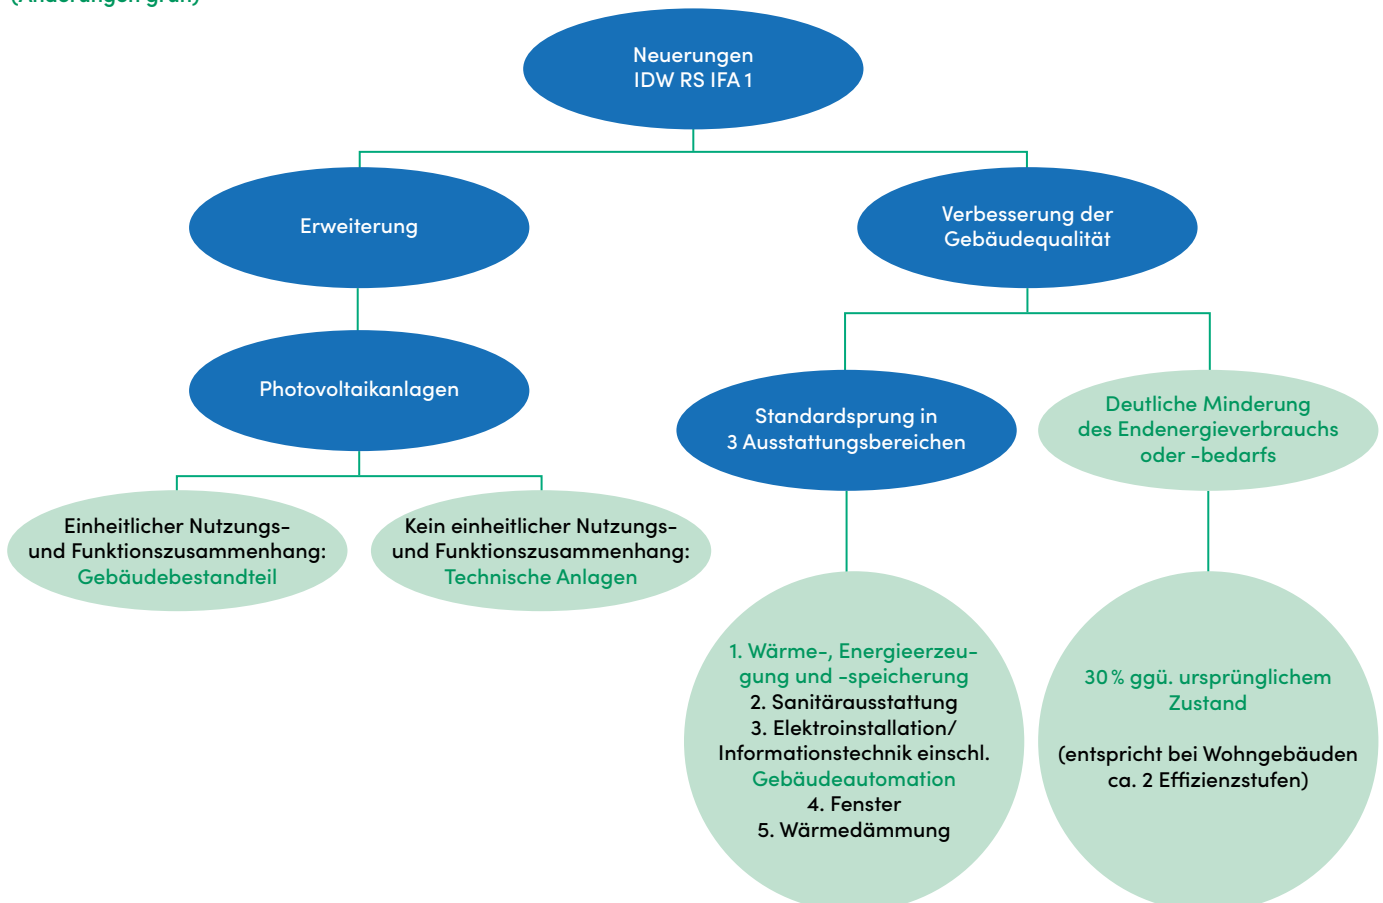 (Änderungen grün)
Neuerungen
IDW RS IFA 1
Erweiterung
Verbesserung der
Gebäudequalität
Photovoltaikanlagen
Standardsprung in
3 Ausstattungsbereichen
Deutliche Minderung
des Endenergieverbrauchs
oder -bedarfs
Einheitlicher Nutzungs-
und Funktionszusammenhang:
Gebäudebestandteil
Kein einheitlicher Nutzungs-
und Funktionszusammenhang:
Technische Anlagen
1. Wärme-, Energieerzeu-
gung und -speicherung
2. Sanitärausstattung
3. Elektroinstallation/
Informationstechnik einschl.
Gebäudeautomation
4. Fenster
5. Wärmedämmung
30 % ggü. ursprünglichem
Zustand
(entspricht bei Wohngebäuden
ca. 2 Effizienzstufen)